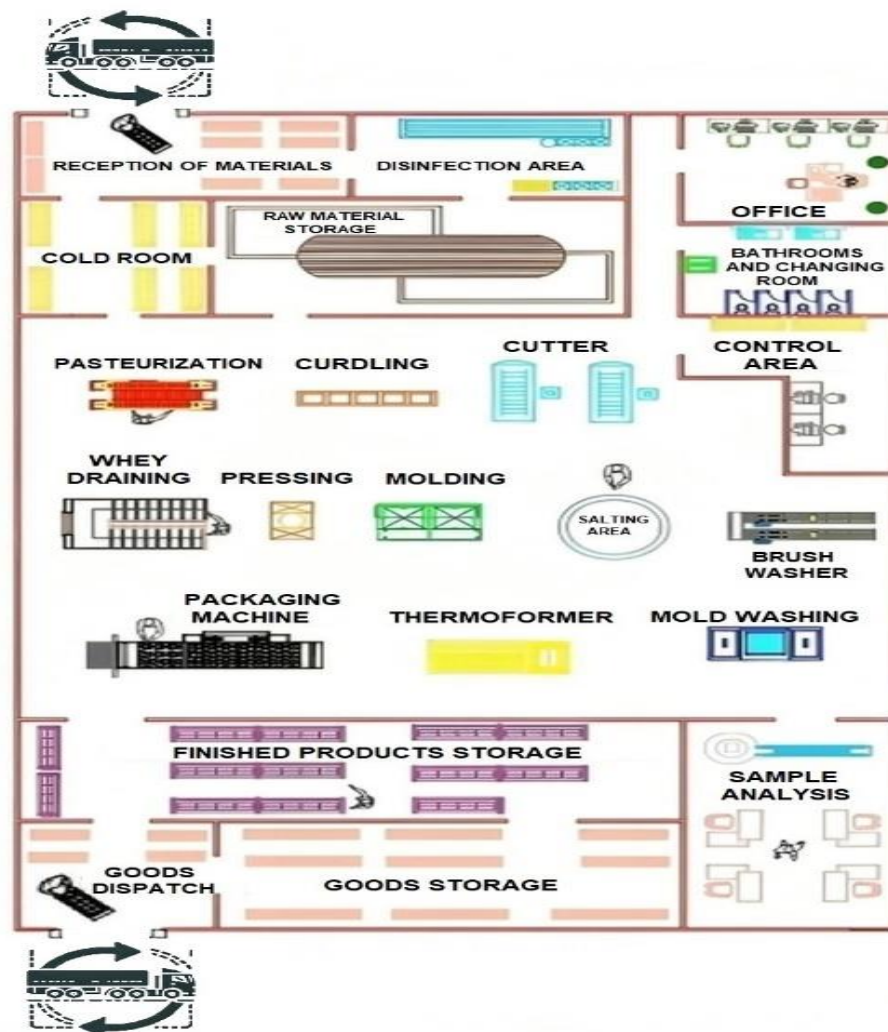 RECEPTION OF MATERIALS
DISINFECTION AREA
OFFICE
RAW MATERIAL
STORAGE
COLD ROOM
BATHROOMS
AND CHANGING
ROOM
PASTEURIZATION
CURDLING
CUTTER
CONTROL
AREA
WHEY
DRAINING
PRESSING
MOLDING
SALTING
AREA
BRUSH
WASHER
PACKAGING
MACHINE
THERMOFORMER
MOLD WASHING
FINISHED PRODUCTS STORAGE
SAMPLE
ANALYSIS
GOODS
DISPATCH
GOODS STORAGE